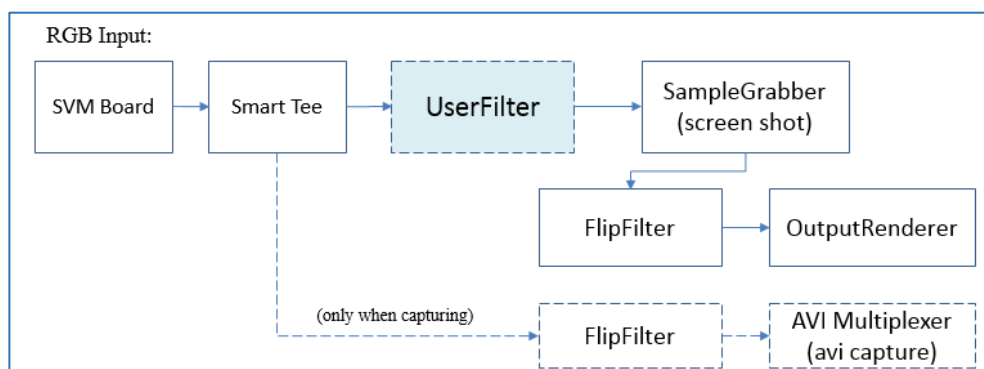 RGB Input:
SVM Board
Smart Tee
UserFilter
SampleGrabber
(screen shot)
FlipFilter
OutputRenderer
(only when capturing)
FlipFilter
AVI Multiplexer
(avi capture)